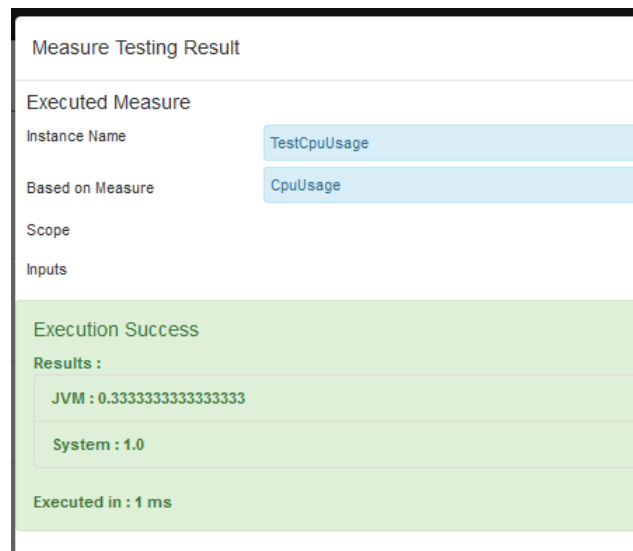 Measure Testing Result
Executed Measure
Instance Name TestCpuUsage
Based on Measure CpuUsage
Scope
Inputs
Execution Success
Results :
JVM : 0.3333333333333333
System : 1.0
Executed in : 1 ms